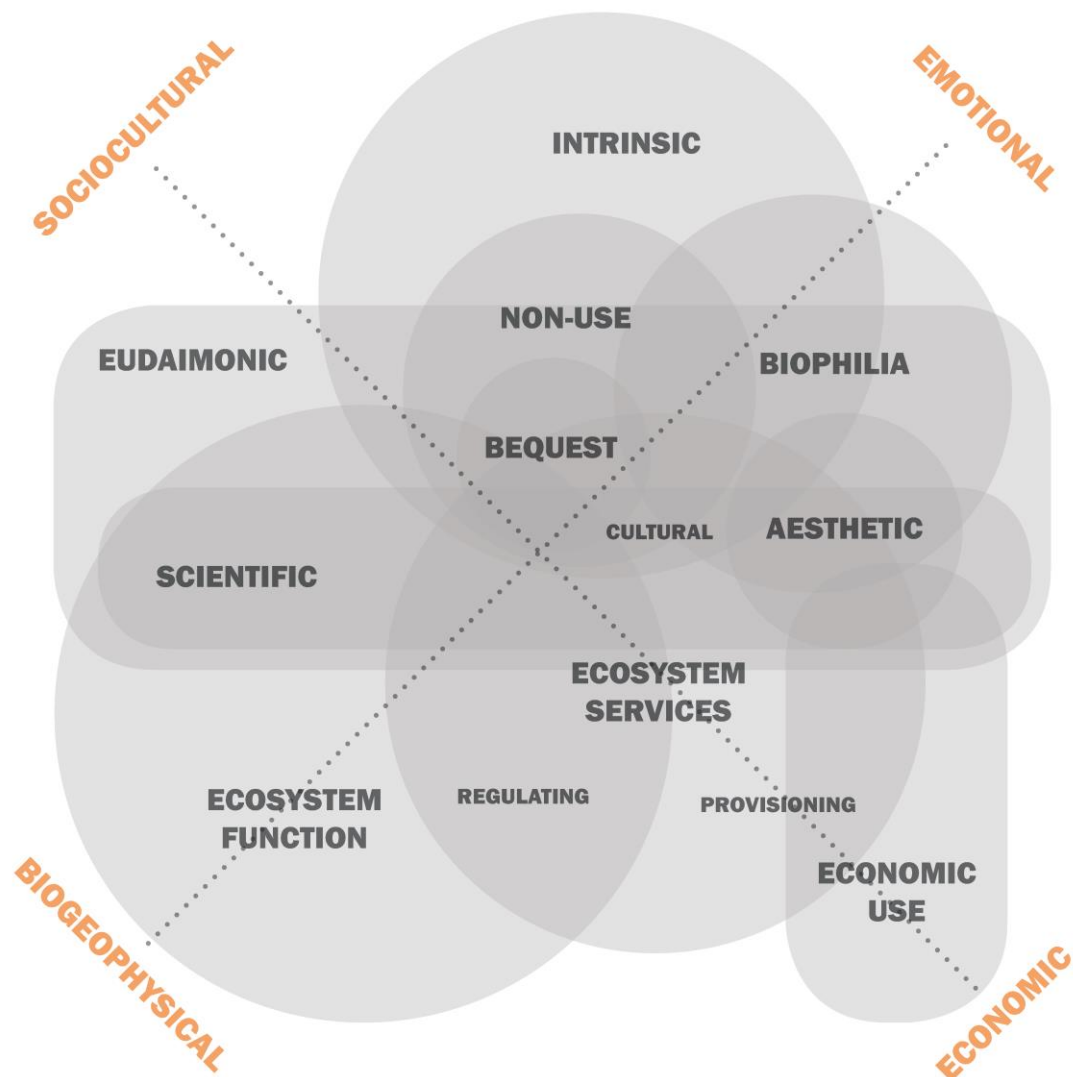 SOCIOCULTURAL
EMOTIONAL
INTRINSIC
NON-USE
EUDAIMONIC
BIOPHILIA
BEQUEST
CULTURAL
AESTHETIC
SCIENTIFIC
ECOSYSTEM
SERVICES
ECOSYSTEM
FUNCTION
REGULATING
PROVISIONING
ECONOMIC
USE
BIOGEOPHYSICAL
ECONOMIC